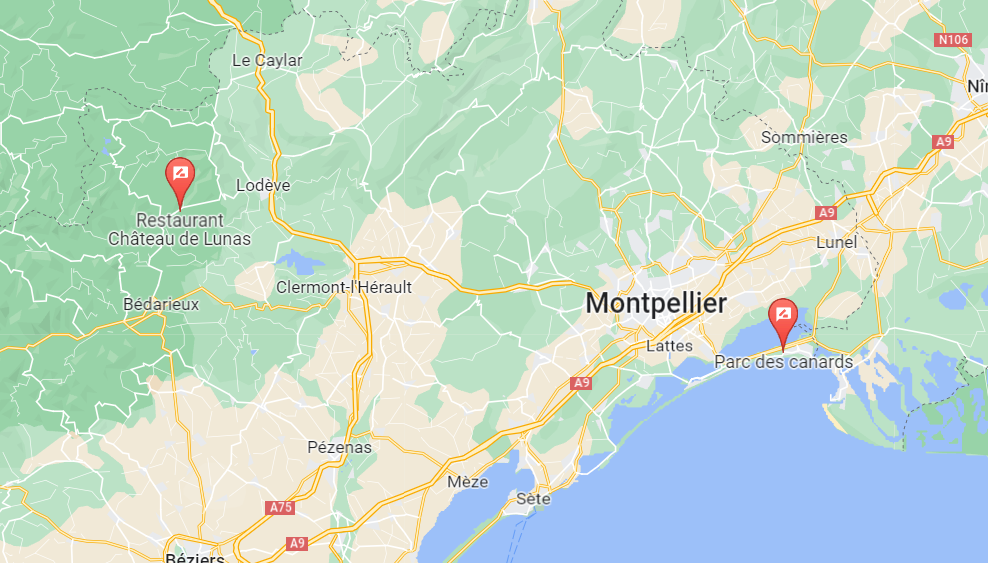 Le Caylar
N106
Nî
Sommières
A9
Lodève
Restaurant
Château de Lunas
A9
Lunel
Clermont-l'Hérault
Bédarieux
Montpellier
Lattes
Parc des canards
A9
Pézenas
Mèze
Sète
A75
A9
Béziers